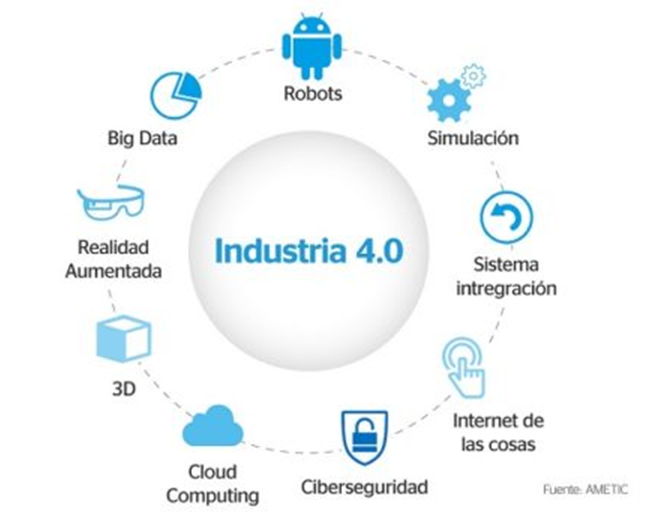 Robots
Big Data
Simulación
Realidad
Aumentada
Industria 4.0
Sistema
intregración
3D
Internet de
las cosas
Cloud
Computing
Ciberseguridad
Fuente: AMETIC